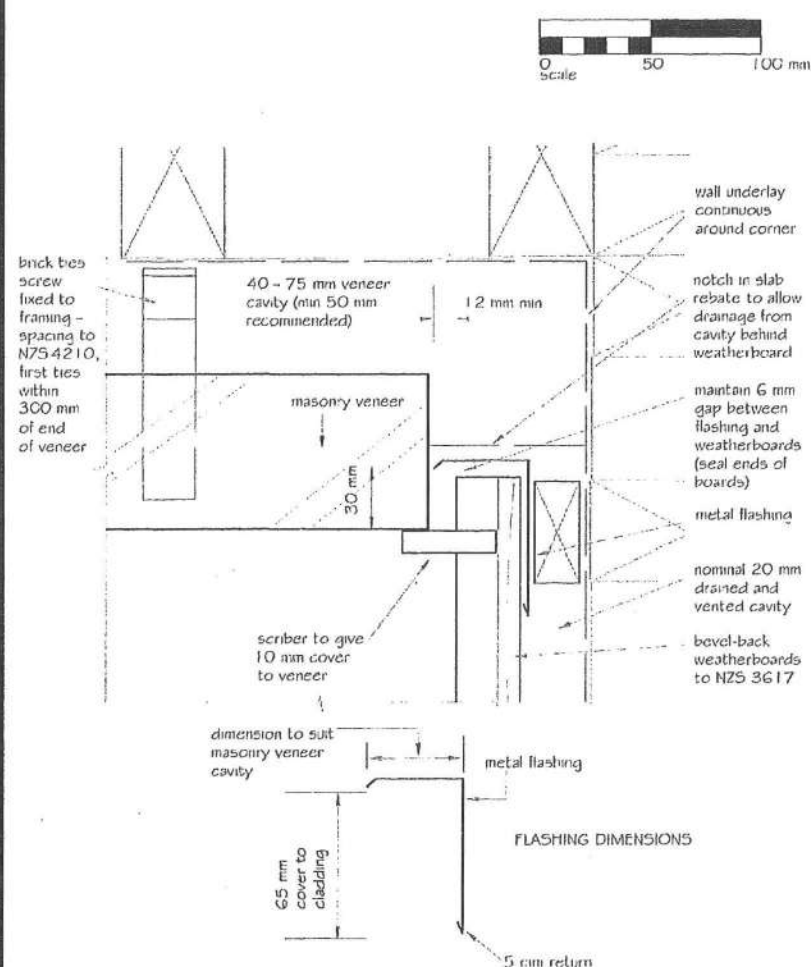 0 50 100 mm
scale
brick ties
screw
fixed to
framing -
spacing to
NZS4210,
first ties
within
300 mm
of end
of veneer
40 - 75 mm veneer
cavity (min 50 mm
recommended)
12 mm min
masonry veneer
30 mm
scriber to give
10 mm cover
to veneer
wall underlay
continuous
around corner
notch in slab
rebate to allow
drainage from
cavity behind
weatherboard
maintain 6 mm
gap between
flashing and
weatherboards
(seal ends of
boards)
metal flashing
nominal 20 mm
drained and
vented cavity
bevel-back
weatherboards
to NZS 3617
dimension to suit
masonry veneer
cavity
metal flashing
65 mm
cover to
cladding
FLASHING DIMENSIONS
5 mm return